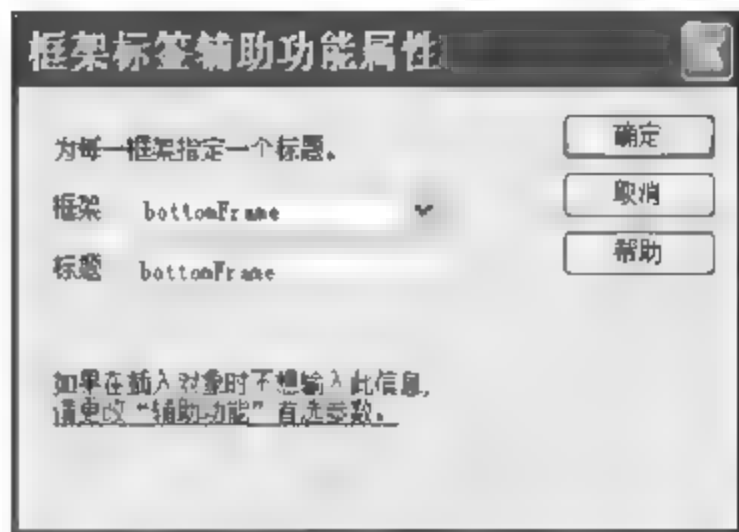 框架标签辅助功能属性
为每一框架指定一个标题。
确定
框架 bottomFrame
取消
标题 bottomFrame
帮助
如果在插入对象时不想输入此信息,
请更改“辅助功能”首选参数。